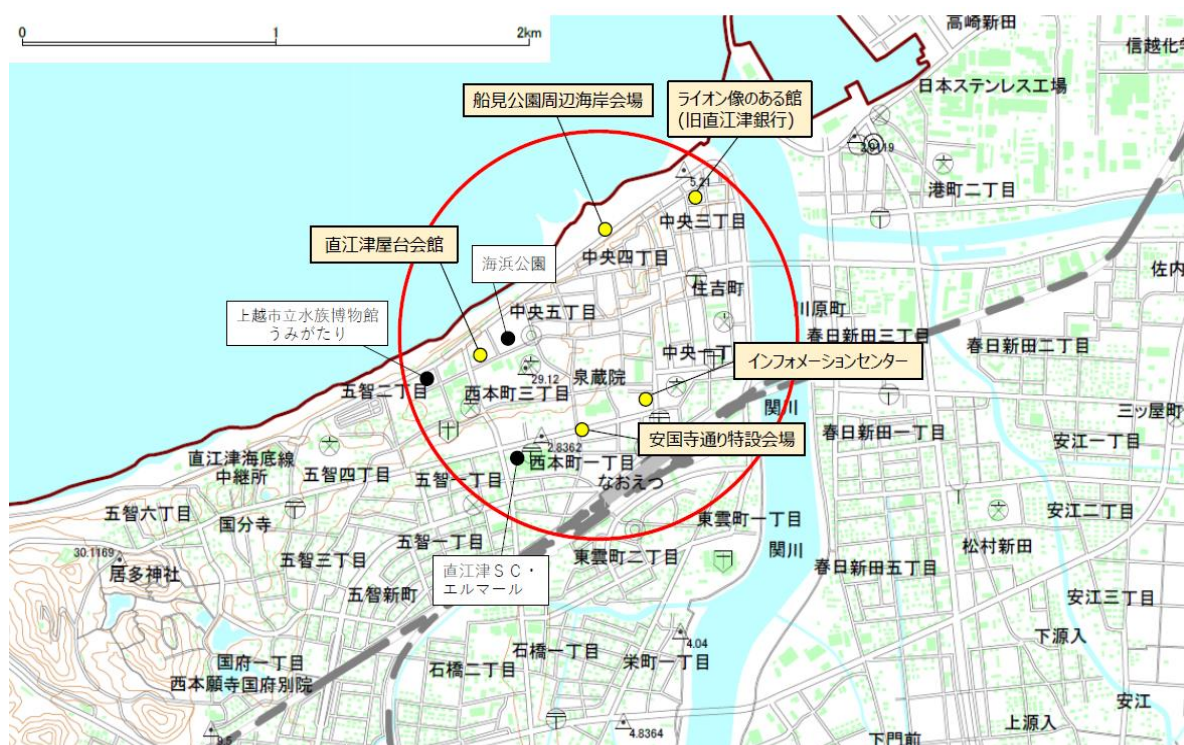 0
1
2km
高崎新田
信越化学
日本ステンレス工場
船見公園周辺海岸会場
ライオン像のある館
(旧直江津銀行)
5.21
港町二丁目
中央三丁目
直江津屋台会館
海浜公園
中央四丁目
住吉町
佐内
上越市立水族博物館
うみがたり
中央五丁目
川原町
春日新田三丁目
春日新田二丁目
中央一丁
インフォメーションセンター
五智二丁目
西本町三丁目
29.12
泉蔵院
関川
三ッ屋町
安国寺通り特設会場
春日新田一丁目
安江一丁目
直江津海底線
中継所
五智四丁目
2.8362
西本町一丁目
なおえつ
五智一丁目
五智六丁目
国分寺
東雲町一丁目
安江二丁目
30.1169
居多神社
五智三丁目
五智一丁目
東雲町二丁目
関川
松村新田
春日新田五丁目
五智新町
直江津ＳＣ・
エルマール
安江三丁目
下源入
4.04
国府一丁目
西本願寺国府別院
石橋二丁目
石橋一丁目
栄町一丁目
安江
上源入
9.5
4.8364
下門前